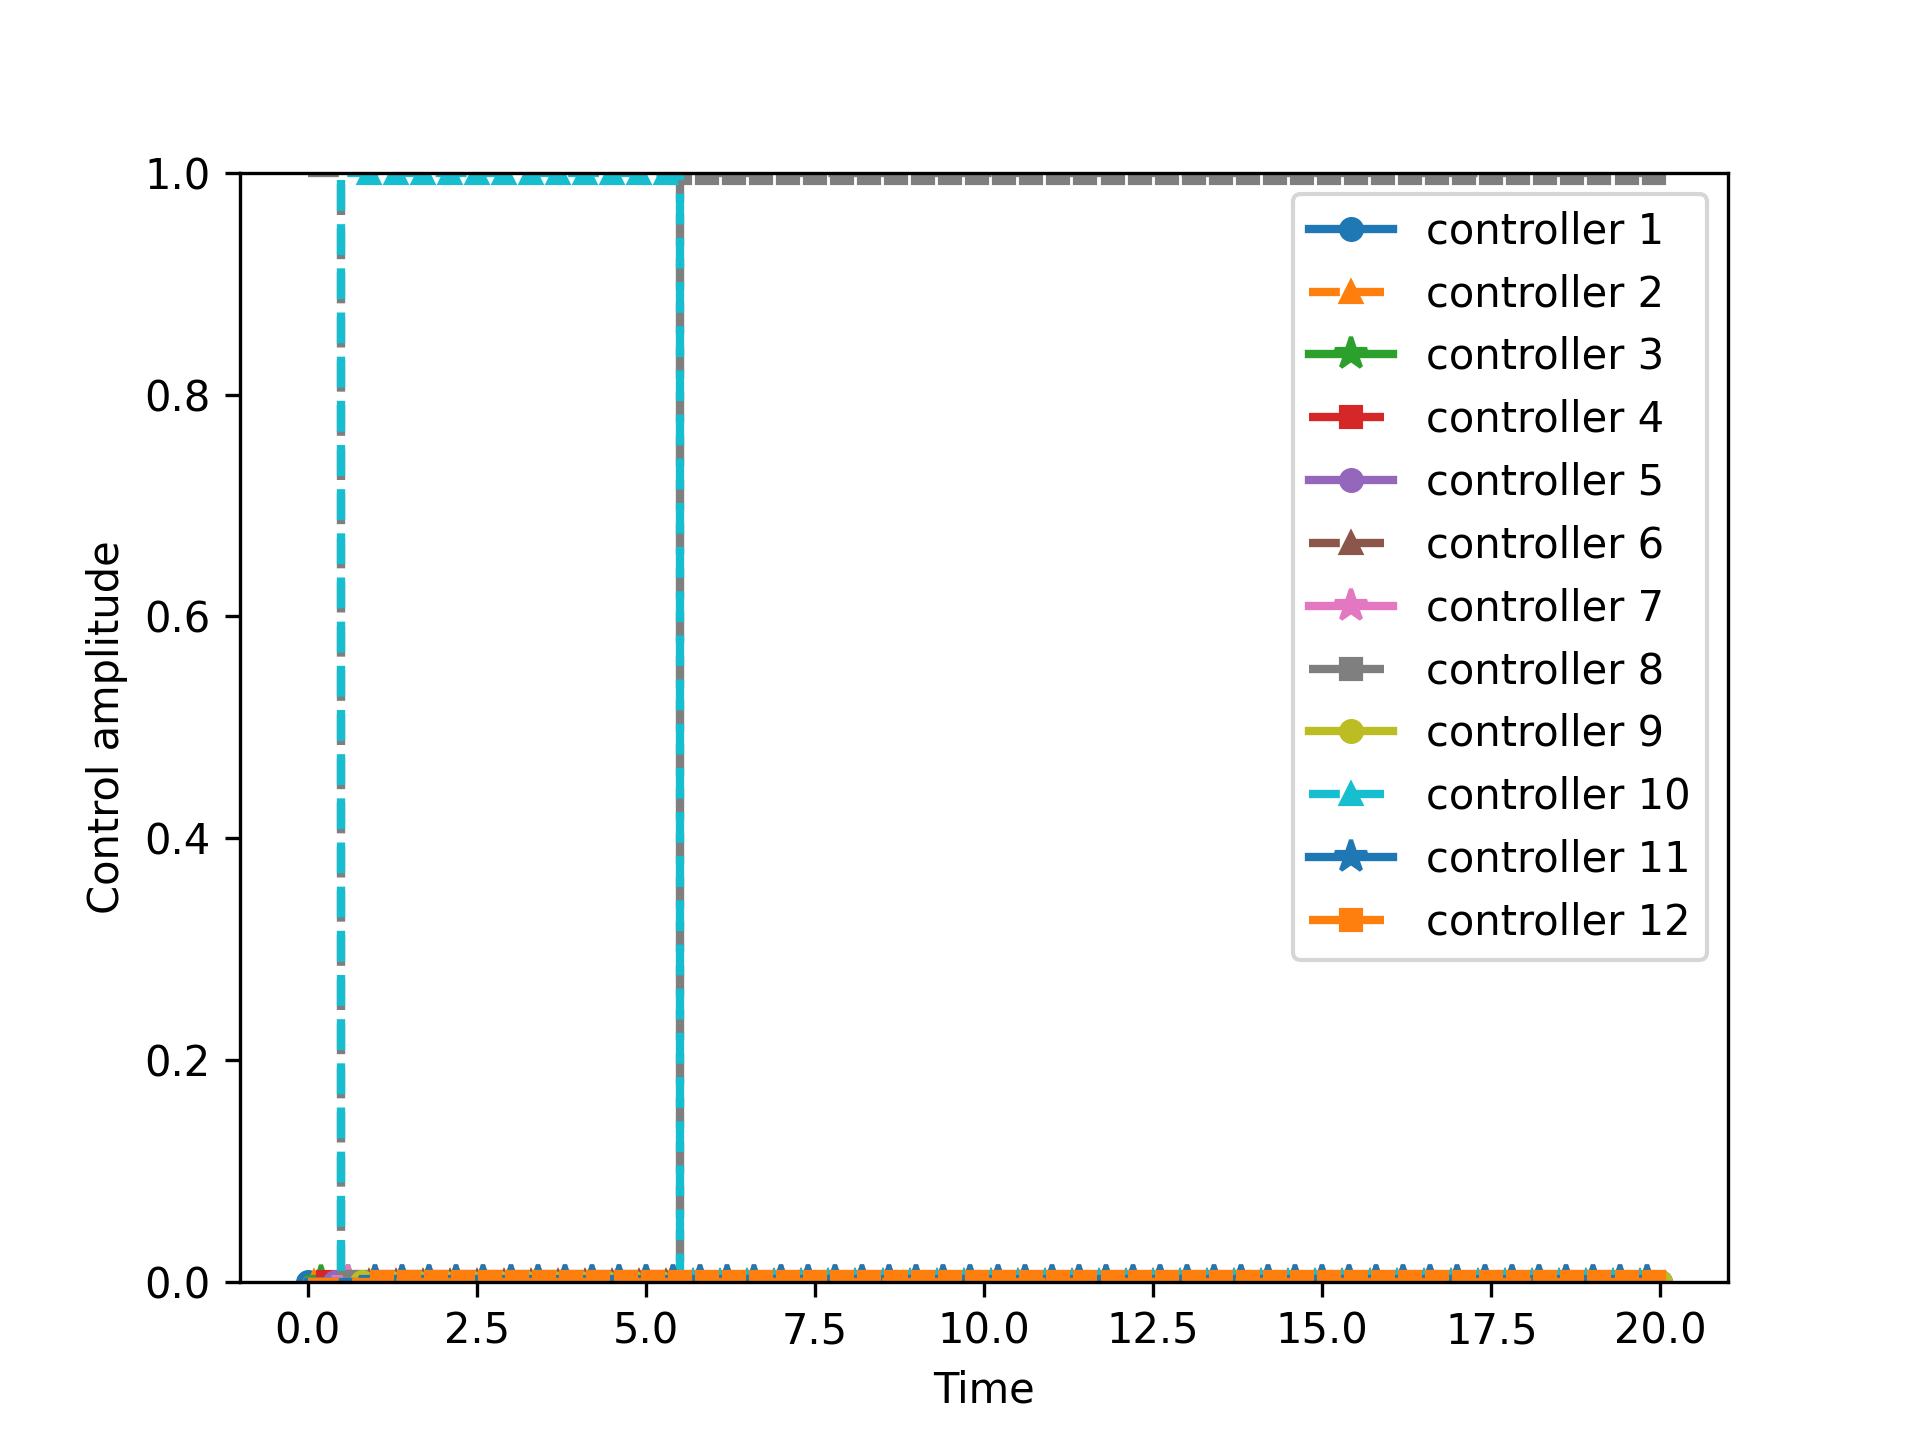 1.0
0.8
0.6
0.4
0.2
0.0
Control amplitude
controller 1
controller 2
controller 3
controller 4
controller 5
controller 6
controller 7
controller 8
controller 9
controller 10
controller 11
controller 12
0.0 2.5 5.0 7.5 10.0 12.5 15.0 17.5 20.0
Time